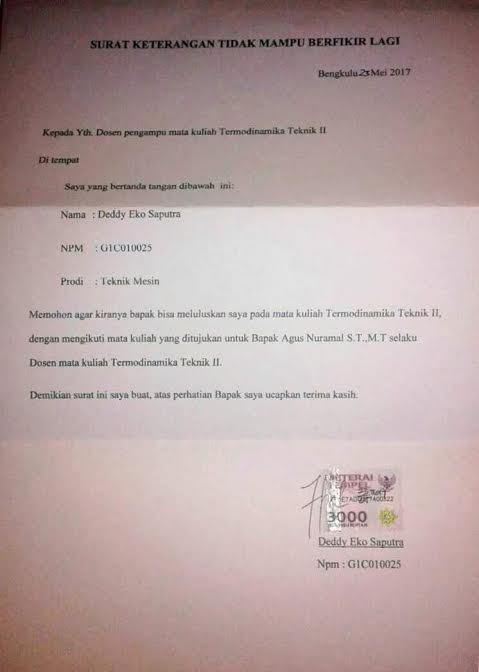 SURAT KETERANGAN TIDAK MAMPU BERFIKIR LAGI
Bengkulu 23 Mei 2017
Kepada Yth. Dosen pengampu mata kuliah Termodinamika Teknik II
Di tempat
Saya yang bertanda tangan dibawah ini:
Nama : Deddy Eko Saputra
NPM : G1C010025
Prodi : Teknik Mesin
Memohon agar kiranya bapak bisa meluluskan saya pada mata kuliah Termodinamika Teknik II,
dengan mengikuti mata kuliah yang ditujukan untuk Bapak Agus Nuramal S.T.,M.T selaku
Dosen mata kuliah Termodinamika Teknik II.
Demikian surat ini saya buat, atas perhatian Bapak saya ucapkan terima kasih.
METERAI
TEMPEL
3000
Deddy Eko Saputra
Npm : G1C010025